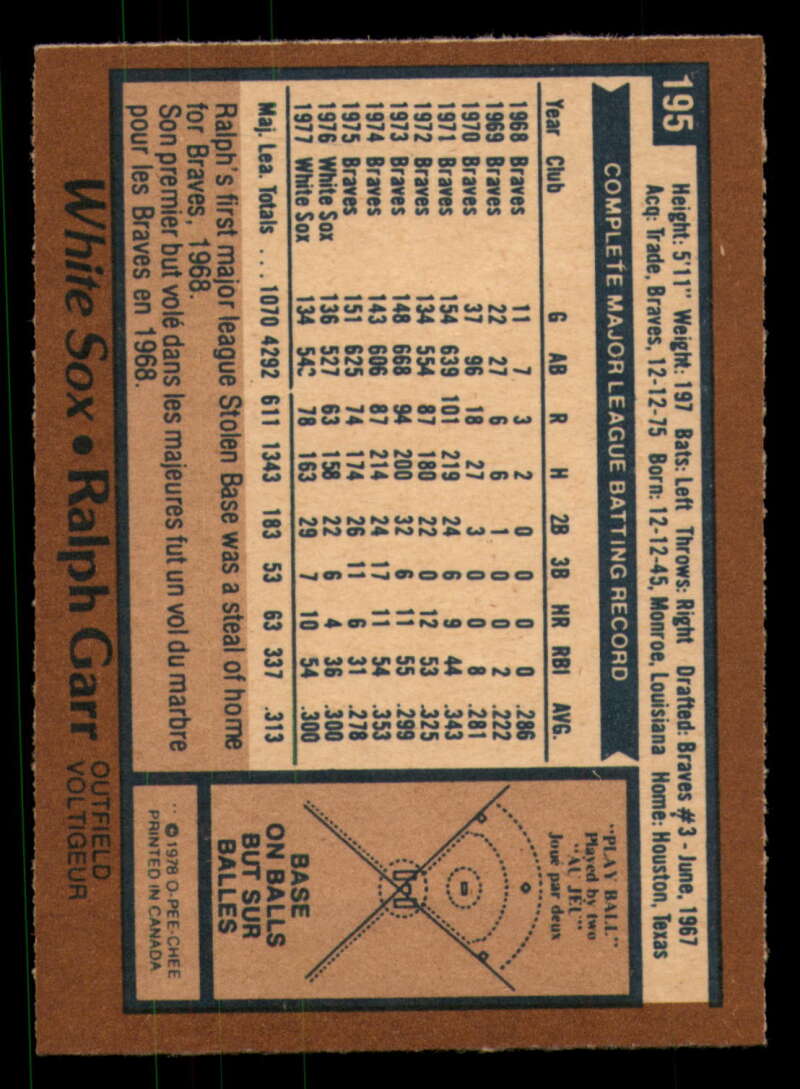 195
Height: 5'11" Weight: 197 Bats: Left Throws: Right Drafted: Braves #3 - June, 1967
Acq: Trade, Braves, 12-12-75 Born: 12-12-45, Monroe, Louisiana Home: Houston, Texas
COMPLETE MAJOR LEAGUE BATTING RECORD
Year Club G AB R H 2B 3B HR RBI AVG.
1968 Braves 11 7 3 2 0 0 0 0 .286
1969 Braves 22 27 6 6 1 0 0 2 .222
1970 Braves 37 96 18 27 3 0 0 8 .281
1971 Braves 154 639 101 219 24 6 9 44 .343
1972 Braves 134 554 87 180 22 0 12 53 .325
1973 Braves 148 668 94 200 32 6 11 55 .299
1974 Braves 143 606 87 214 24 17 11 54 .353
1975 Braves 151 625 74 174 26 11 6 31 .278
1976 White Sox 136 527 63 158 22 6 4 36 .300
1977 White Sox 134 543 78 163 29 7 10 54 .300
Maj. Lea. Totals .... 1070 4292 611 1343 183 53 63 337 .313
Ralph's first major league Stolen Base was a steal of home
for Braves, 1968.
Son premier but volé dans les majeures fut un vol du marbre
pour les Braves en 1968.
"PLAY BALL"
Played by two
"AU JEU"
Joué par deux
BASE
ON BALLS
BUT SUR
BALLES
© 1978 O-PEE-CHEE
PRINTED IN CANADA
White Sox • Ralph Garr OUTFIELD
VOLTIGEUR